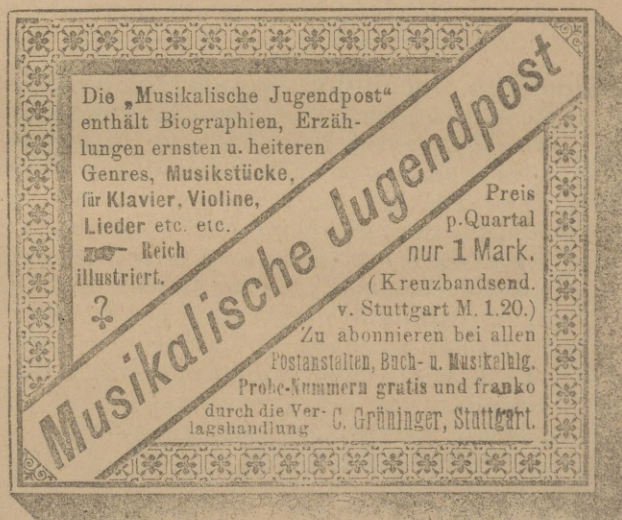 Die „Musikalische Jugendpost“
enthält Biographien, Erzäh-
lungen ernsten u. heiteren
Genres, Musikstücke,
für Klavier, Violine,
Lieder etc. etc.
Reich
illustriert.
Musikalische Jugendpost
Preis
p. Quartal
nur 1 Mark.
(Kreuzbandsend.
v. Stuttgart M. 1.20.)
Zu abonnieren bei allen
Postanstalten, Buch- u. Musikalhlg.
Probe-Nummern gratis und franko
durch die Ver-
lagshandlung C. Grüninger, Stuttgart.